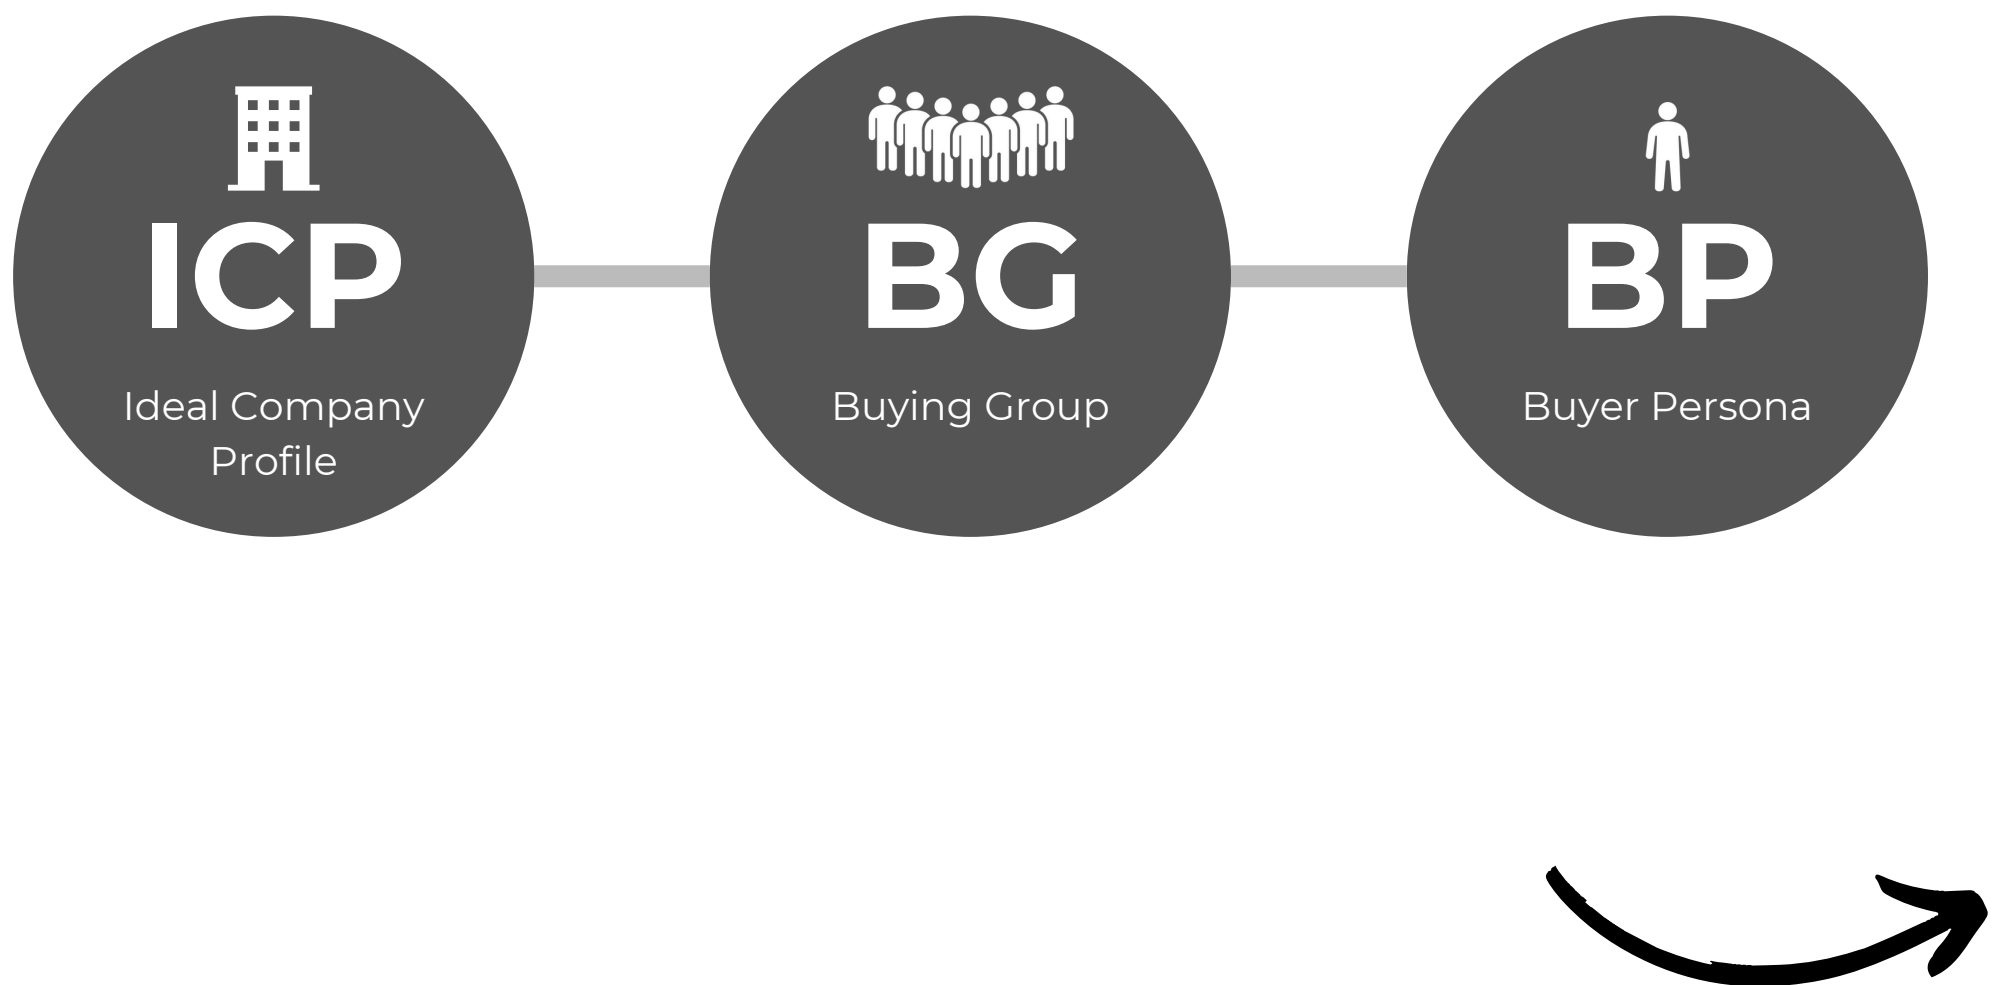 ICP
Ideal Company
Profile
BG
Buying Group
BP
Buyer Persona